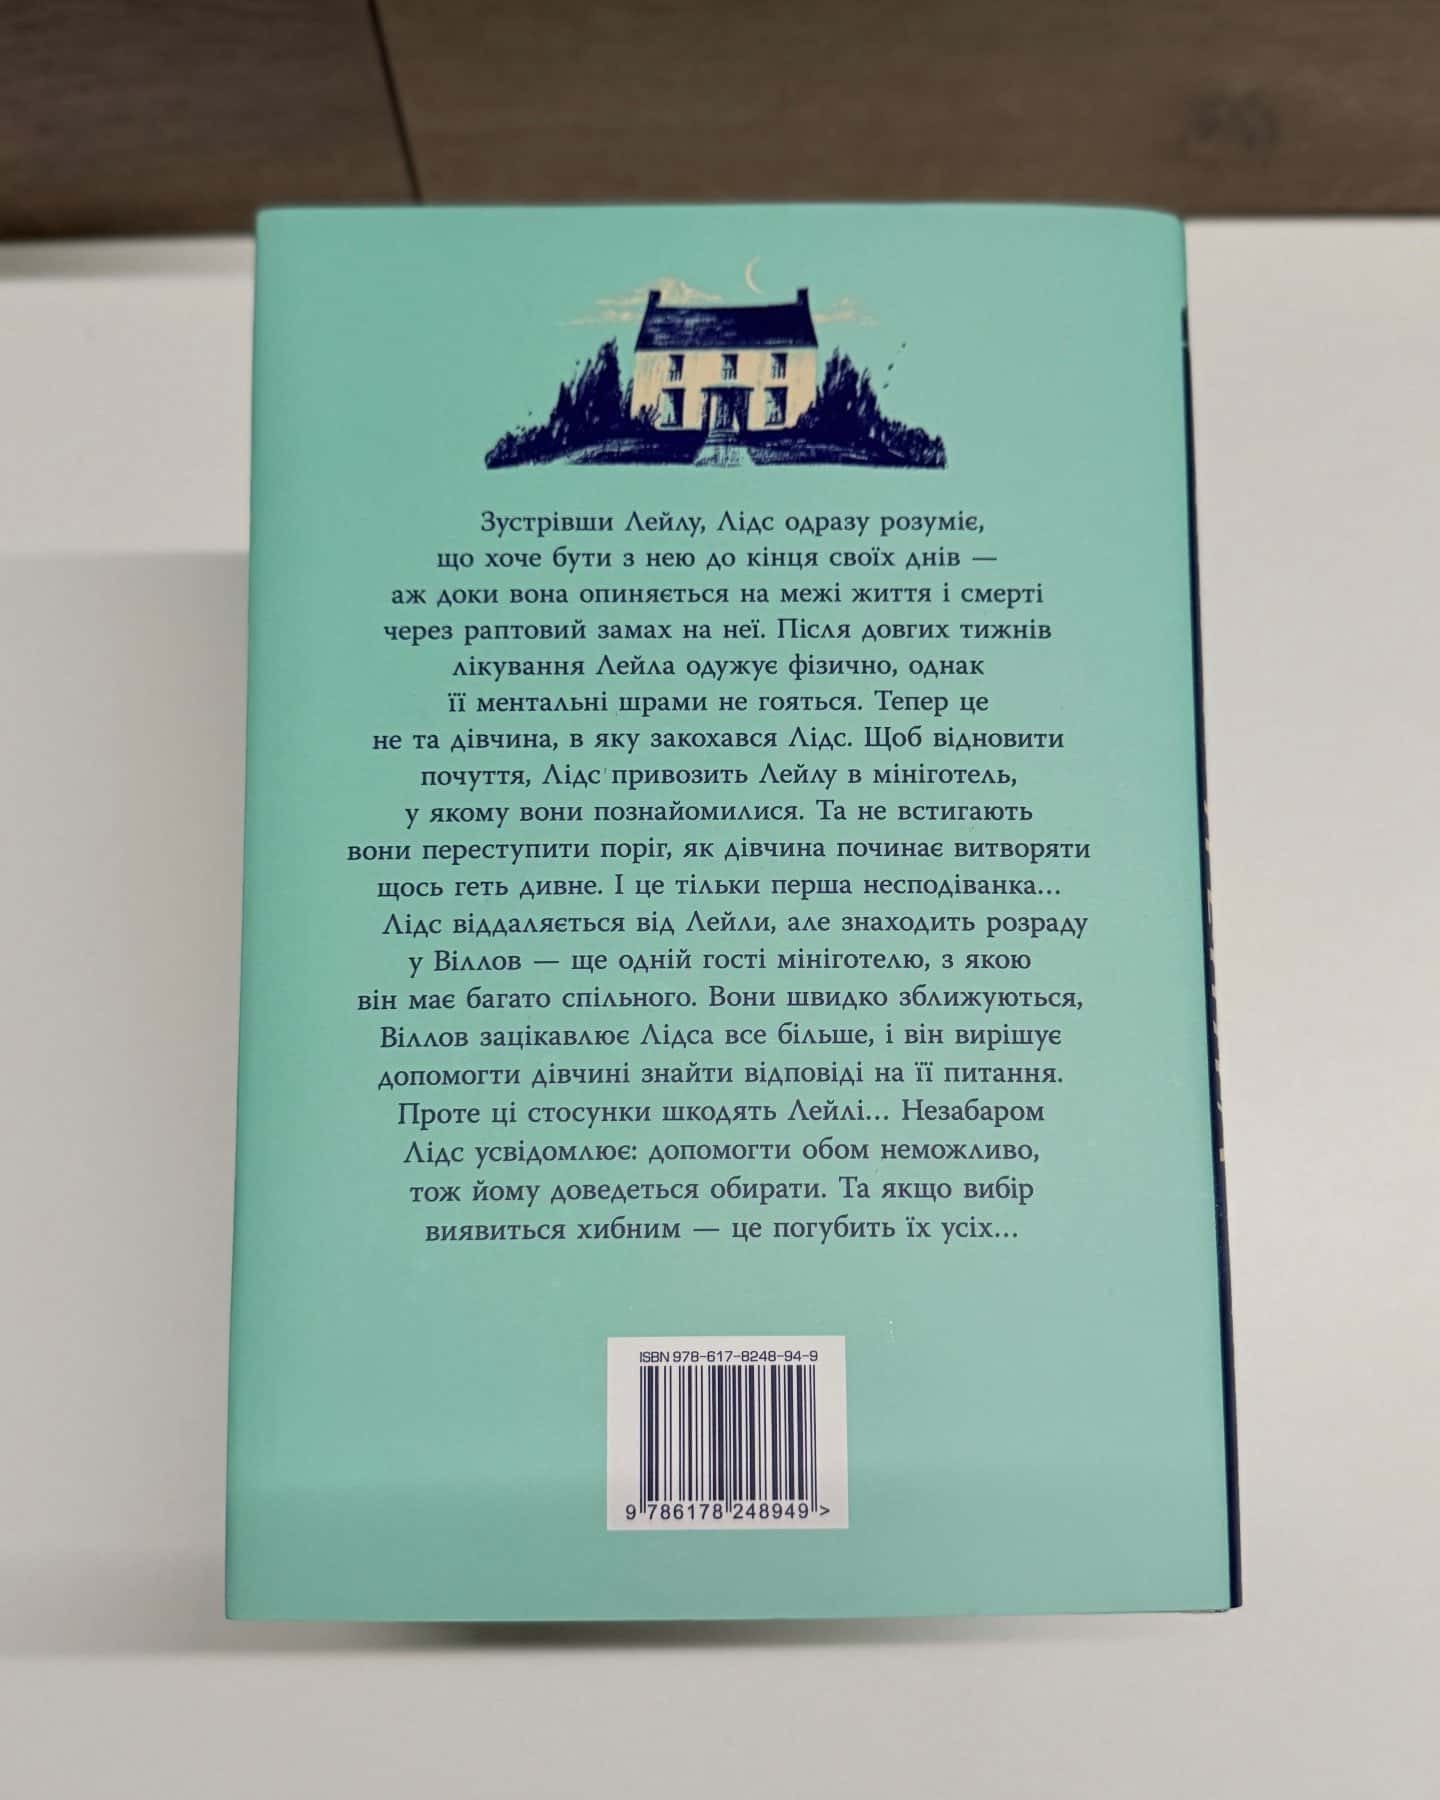 Зустрівши Лейлу, Лідс одразу розуміє,
що хоче бути з нею до кінця своїх днів —
аж доки вона опиняється на межі життя і смерті
через раптовий замах на неї. Після довгих тижнів
лікування Лейла одужує фізично, однак
її ментальні шрами не гояться. Тепер це
не та дівчина, в яку закохався Лідс. Щоб відновити
почуття, Лідс привозить Лейлу в мініготель,
у якому вони познайомилися. Та не встигають
вони переступити поріг, як дівчина починає витворяти
щось геть дивне. І це тільки перша несподіванка...
Лідс віддаляється від Лейли, але знаходить розраду
у Віллов — ще одній гості мініготелю, з якою
він має багато спільного. Вони швидко зближуються,
Віллов зацікавлює Лідса все більше, і він вирішує
допомогти дівчині знайти відповіді на її питання.
Проте ці стосунки шкодять Лейлі... Незабаром
Лідс усвідомлює: допомогти обом неможливо,
тож йому доведеться обирати. Та якщо вибір
виявиться хибним — це погубить їх усіх...
ISBN 978-617-8248-94-9
9 786178 248949 >